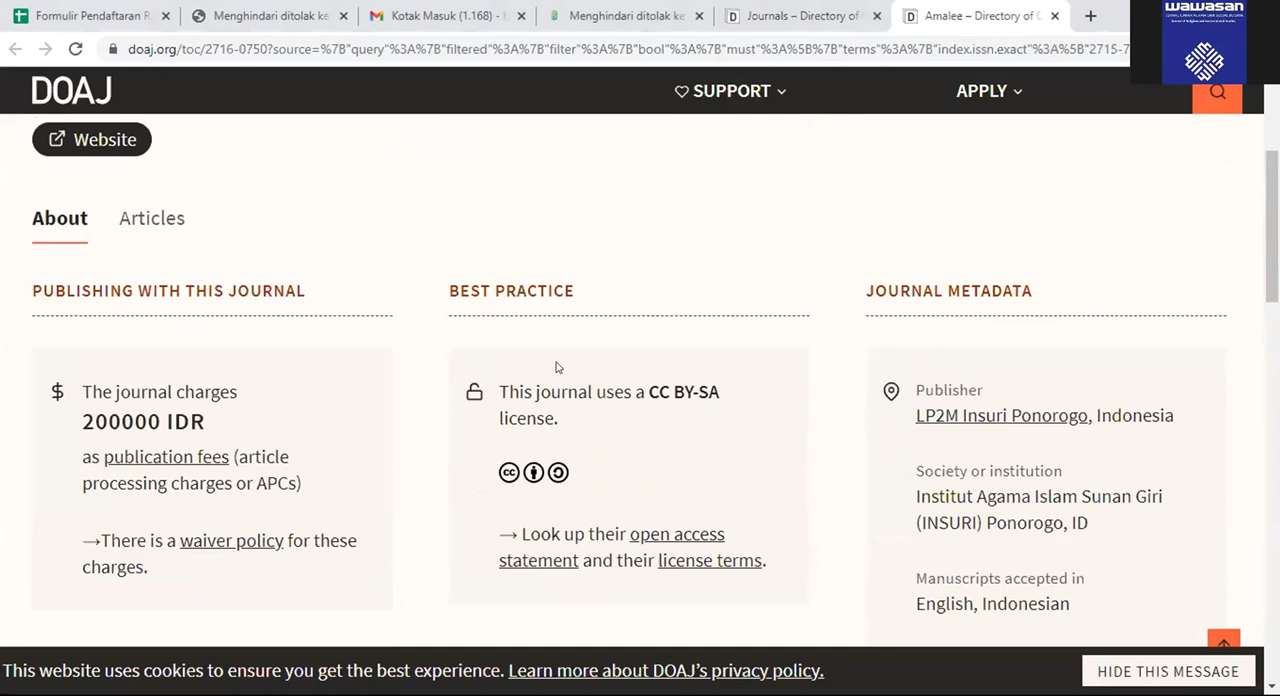 Formulir Pendaftaran R
Menghindari ditolak ke
Kotak Masuk (1.168) -
Menghindari ditolak ke
Journals – Directory of
Amalee – Directory of
wawasan
doaj.org/toc/2716-0750?source=%7B"query"%3A%7B"filtered"%3A%7B"filter"%3A%7B"bool"%3A%7B"must"%3A%5B%7B"terms"%3A%7B"index.issn.exact"%3A%5B"2715-7
DOAJ
SUPPORT
APPLY
Website
About
Articles
PUBLISHING WITH THIS JOURNAL
The journal charges
200000 IDR
as publication fees (article
processing charges or APCs)
→There is a waiver policy for these
charges.
BEST PRACTICE
This journal uses a CC BY-SA
license.
cc
→ Look up their open access
statement and their license terms.
JOURNAL METADATA
Publisher
LP2M Insuri Ponorogo, Indonesia
Society or institution
Institut Agama Islam Sunan Giri
(INSURI) Ponorogo, ID
Manuscripts accepted in
English, Indonesian
This website uses cookies to ensure you get the best experience. Learn more about DOAJ's privacy policy.
HIDE THIS MESSAGE